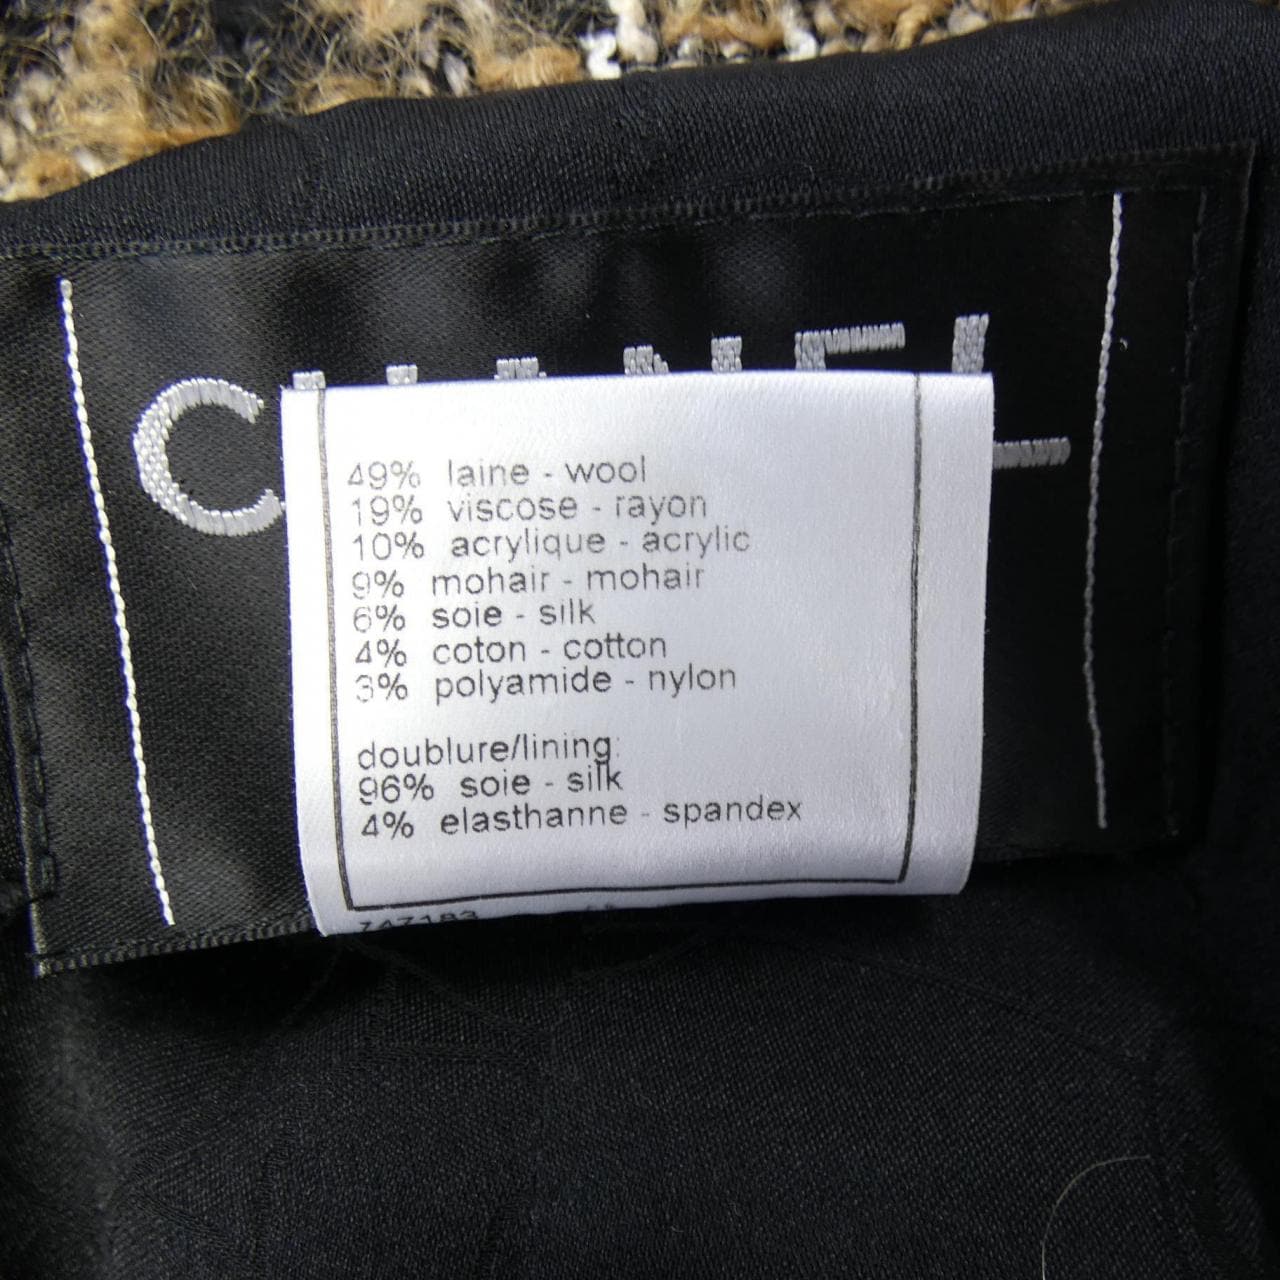 CHANEL
49% laine - wool
19% viscose - rayon
10% acrylique - acrylic
9% mohair - mohair
6% soie - silk
4% coton - cotton
3% polyamide - nylon
doublure/lining:
96% soie - silk
4% elasthanne - spandex